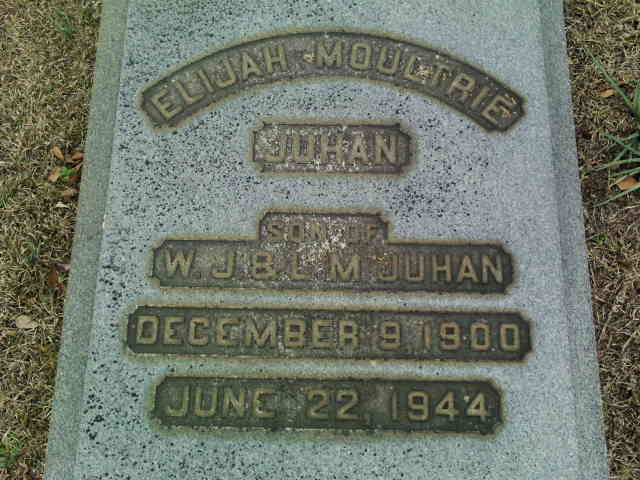 ELIJAH MOULTRIE
JUHAN
SON OF
W. J. & L. M. JUHAN
DECEMBER 9, 1900
JUNE 22, 1944